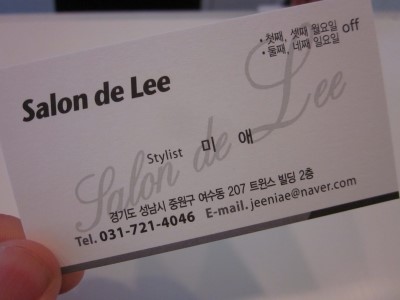 • 첫째, 셋째 월요일 off
• 둘째, 네째 일요일
Salon de Lee
Stylist 미 애
Salon de Lee
경기도 성남시 중원구 여수동 207 트윈스 빌딩 2층
Tel. 031-721-4046 E-mail. jeeniae@naver.com